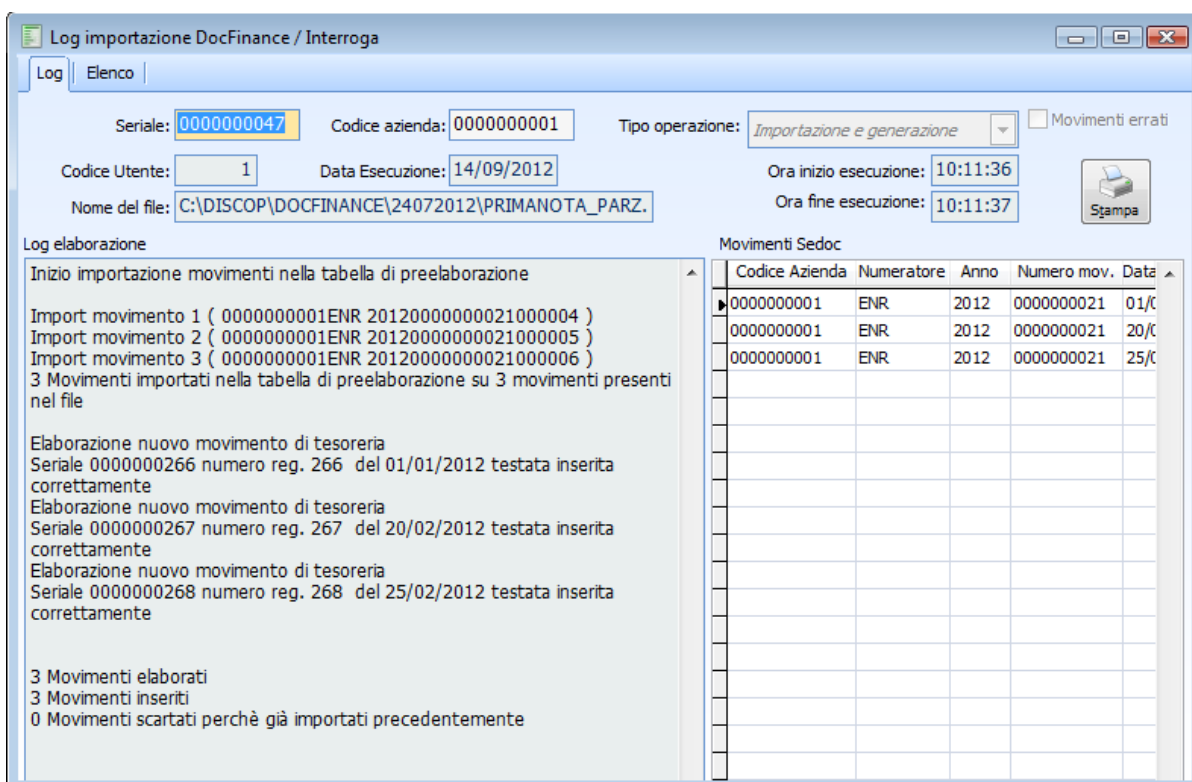 Log importazione DocFinance / Interroga
Log Elenco
Seriale: 0000000047 Codice azienda: 0000000001 Tipo operazione: Importazione e generazione Movimenti errati
Codice Utente: 1 Data Esecuzione: 14/09/2012 Ora inizio esecuzione: 10:11:36
Nome del file: C:\DISCOP\DOCFINANCE\24072012\PRIMANOTA_PARZ. Ora fine esecuzione: 10:11:37 Stampa
Log elaborazione
Inizio importazione movimenti nella tabella di preelaborazione
Import movimento 1 ( 0000000001ENR 20120000000021000004 )
Import movimento 2 ( 0000000001ENR 20120000000021000005 )
Import movimento 3 ( 0000000001ENR 20120000000021000006 )
3 Movimenti importati nella tabella di preelaborazione su 3 movimenti presenti
nel file
Elaborazione nuovo movimento di tesoreria
Seriale 0000000266 numero reg. 266 del 01/01/2012 testata inserita
correttamente
Elaborazione nuovo movimento di tesoreria
Seriale 0000000267 numero reg. 267 del 20/02/2012 testata inserita
correttamente
Elaborazione nuovo movimento di tesoreria
Seriale 0000000268 numero reg. 268 del 25/02/2012 testata inserita
correttamente
3 Movimenti elaborati
3 Movimenti inseriti
0 Movimenti scartati perchè già importati precedentemente
Movimenti Sedoc
Codice Azienda Numeratore Anno Numero mov. Data
0000000001 ENR 2012 0000000021 01/0
0000000001 ENR 2012 0000000021 20/0
0000000001 ENR 2012 0000000021 25/0